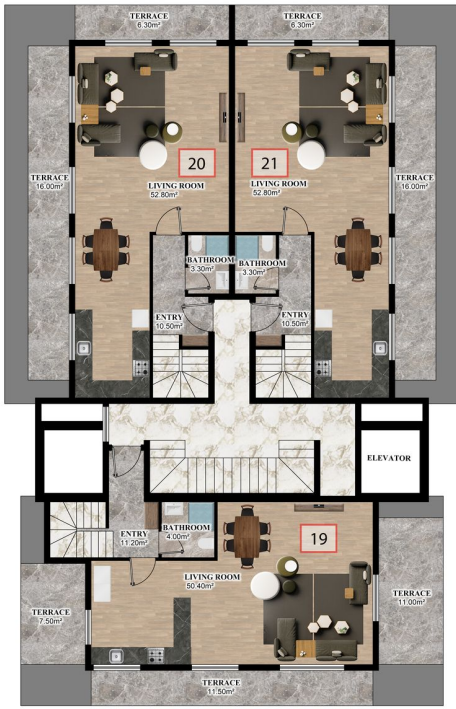 TERRACE
6.30m²
TERRACE
6.30m²
20
21
TERRACE
16.00m²
LIVING ROOM
52.80m²
LIVING ROOM
52.80m²
TERRACE
16.00m²
BATHROOM
3.30m²
BATHROOM
3.30m²
ENTRY
10.50m²
ENTRY
10.50m²
ELEVATOR
ENTRY
11.20m²
BATHROOM
4.00m²
19
LIVING ROOM
50.40m²
TERRACE
7.50m²
TERRACE
11.00m²
TERRACE
11.50m²